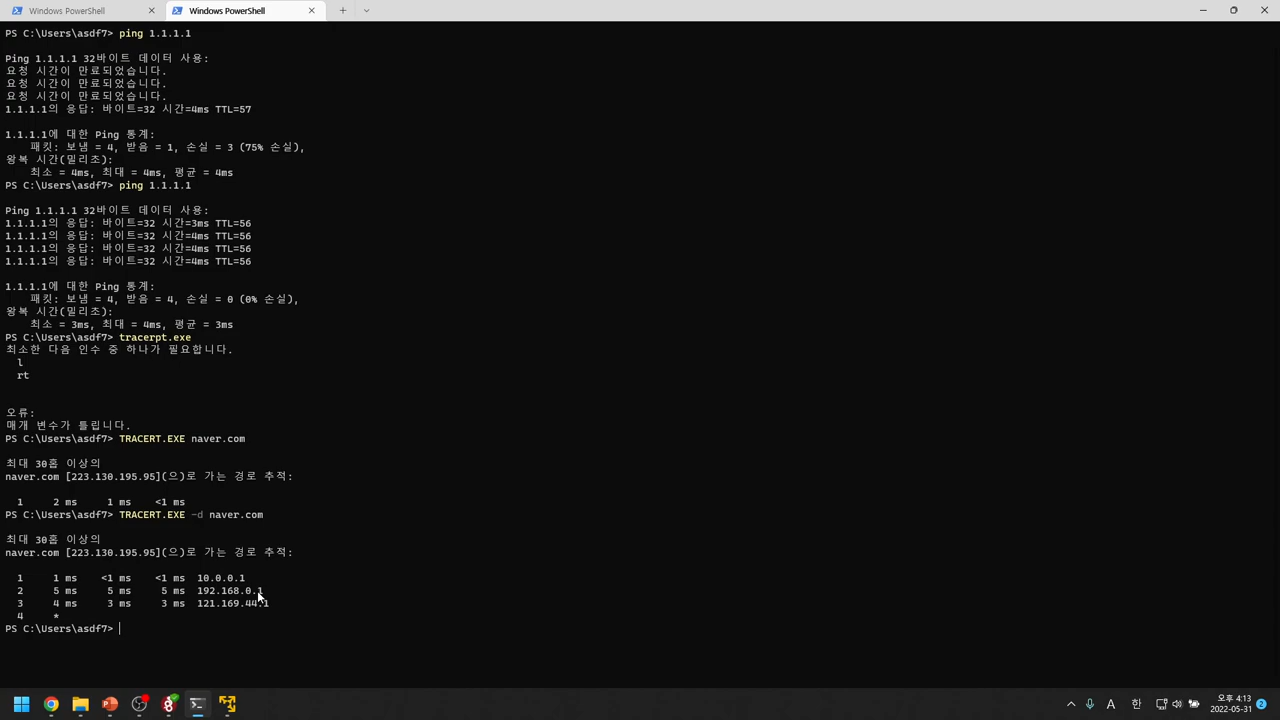 Windows PowerShell
Windows PowerShell
PS C:\Users\asdf7> ping 1.1.1.1
Ping 1.1.1.1 32바이트 데이터 사용:
요청 시간이 만료되었습니다.
요청 시간이 만료되었습니다.
요청 시간이 만료되었습니다.
1.1.1.1의 응답: 바이트=32 시간=4ms TTL=57
1.1.1.1에 대한 Ping 통계:
패킷: 보냄 = 4, 받음 = 1, 손실 = 3 (75% 손실),
왕복 시간(밀리초):
최소 = 4ms, 최대 = 4ms, 평균 = 4ms
PS C:\Users\asdf7> ping 1.1.1.1
Ping 1.1.1.1 32바이트 데이터 사용:
1.1.1.1의 응답: 바이트=32 시간=3ms TTL=56
1.1.1.1의 응답: 바이트=32 시간=4ms TTL=56
1.1.1.1의 응답: 바이트=32 시간=4ms TTL=56
1.1.1.1의 응답: 바이트=32 시간=4ms TTL=56
1.1.1.1에 대한 Ping 통계:
패킷: 보냄 = 4, 받음 = 4, 손실 = 0 (0% 손실),
왕복 시간(밀리초):
최소 = 3ms, 최대 = 4ms, 평균 = 3ms
PS C:\Users\asdf7> tracerpt.exe
최소한 다음 인수 중 하나가 필요합니다.
l
rt
오류:
매개 변수가 틀립니다.
PS C:\Users\asdf7> TRACERT.EXE naver.com
최대 30홉 이상의
naver.com [223.130.195.95](으)로 가는 경로 추적:
1 2 ms 1 ms <1 ms
PS C:\Users\asdf7> TRACERT.EXE -d naver.com
최대 30홉 이상의
naver.com [223.130.195.95](으)로 가는 경로 추적:
1 1 ms <1 ms <1 ms 10.0.0.1
2 5 ms 5 ms 5 ms 192.168.0.1
3 4 ms 3 ms 3 ms 121.169.44.1
4 *
PS C:\Users\asdf7>
A 한 오후 4:13
2022-05-31 2